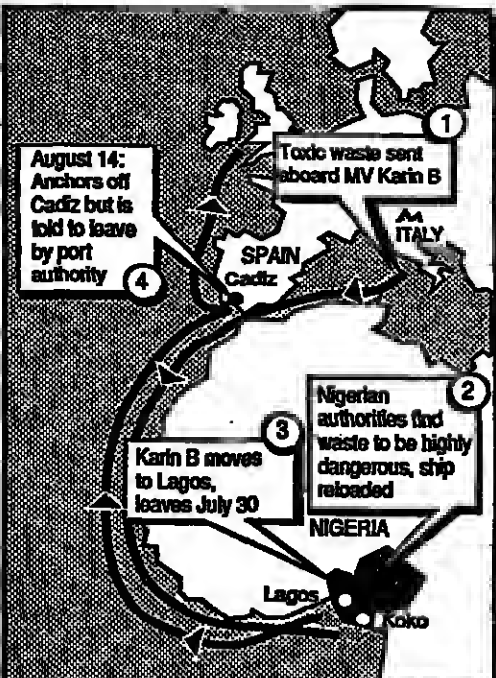 1
Toxic waste sent
aboard MV Karin B
ITALY
August 14:
Anchors off
Cadiz but is
told to leave
by port
authority
4
SPAIN
Cadiz
2
Nigerian
authorities find
waste to be highly
dangerous, ship
reloaded
3
Karin B moves
to Lagos,
leaves July 30
NIGERIA
Lagos
Koko